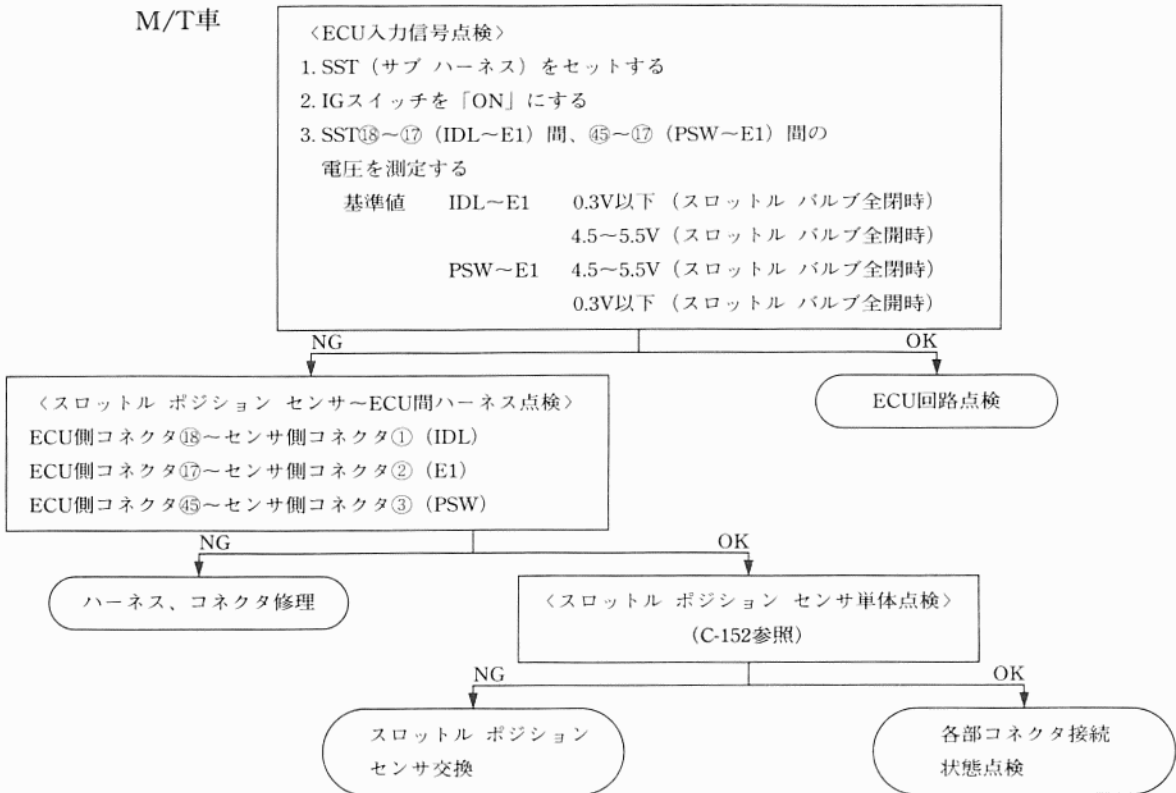 M/T車
〈ECU入力信号点検〉
1. SST（サブ ハーネス）をセットする
2. IGスイッチを「ON」にする
3. SST⑱〜⑰（IDL〜E1）間、㊺〜⑰（PSW〜E1）間の
電圧を測定する
基準値 IDL〜E1 0.3V以下（スロットル バルブ全閉時）
4.5〜5.5V（スロットル バルブ全開時）
PSW〜E1 4.5〜5.5V（スロットル バルブ全閉時）
0.3V以下（スロットル バルブ全開時）
NG OK
〈スロットル ポジション センサ〜ECU間ハーネス点検〉
ECU側コネクタ⑱〜センサ側コネクタ①（IDL）
ECU側コネクタ⑰〜センサ側コネクタ②（E1）
ECU側コネクタ㊺〜センサ側コネクタ③（PSW）
ECU回路点検
NG OK
ハーネス、コネクタ修理
〈スロットル ポジション センサ単体点検〉
（C-152参照）
NG OK
スロットル ポジション
センサ交換
各部コネクタ接続
状態点検